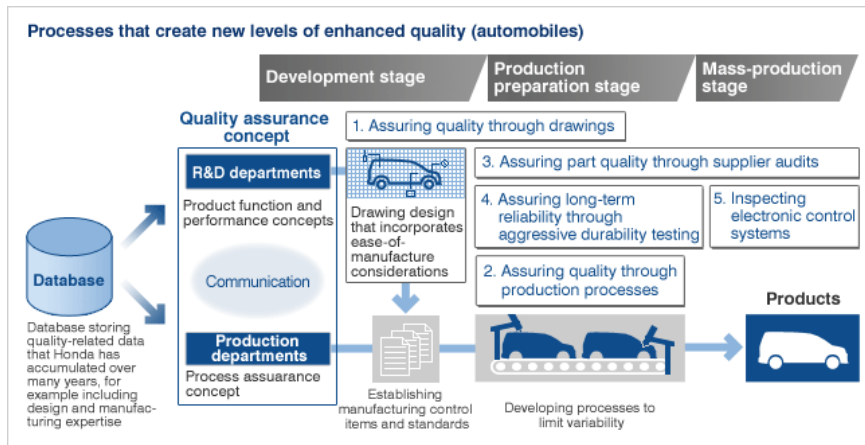 Processes that create new levels of enhanced quality (automobiles)
Development stage
Production
preparation stage
Mass-production
stage
Quality assurance
concept
1. Assuring quality through drawings
R&D departments
Product function and
performance concepts
Drawing design
that incorporates
ease-of-
manufacture
considerations
3. Assuring part quality through supplier audits
4. Assuring long-term
reliability through
aggressive durability testing
5. Inspecting
electronic control
systems
2. Assuring quality through
production processes
Database
Communication
Database storing
quality-related data
that Honda has
accumulated over
many years, for
example including
design and manufac-
turing expertise
Production
departments
Process assuarance
concept
Establishing
manufacturing control
items and standards
Developing processes to
limit variability
Products